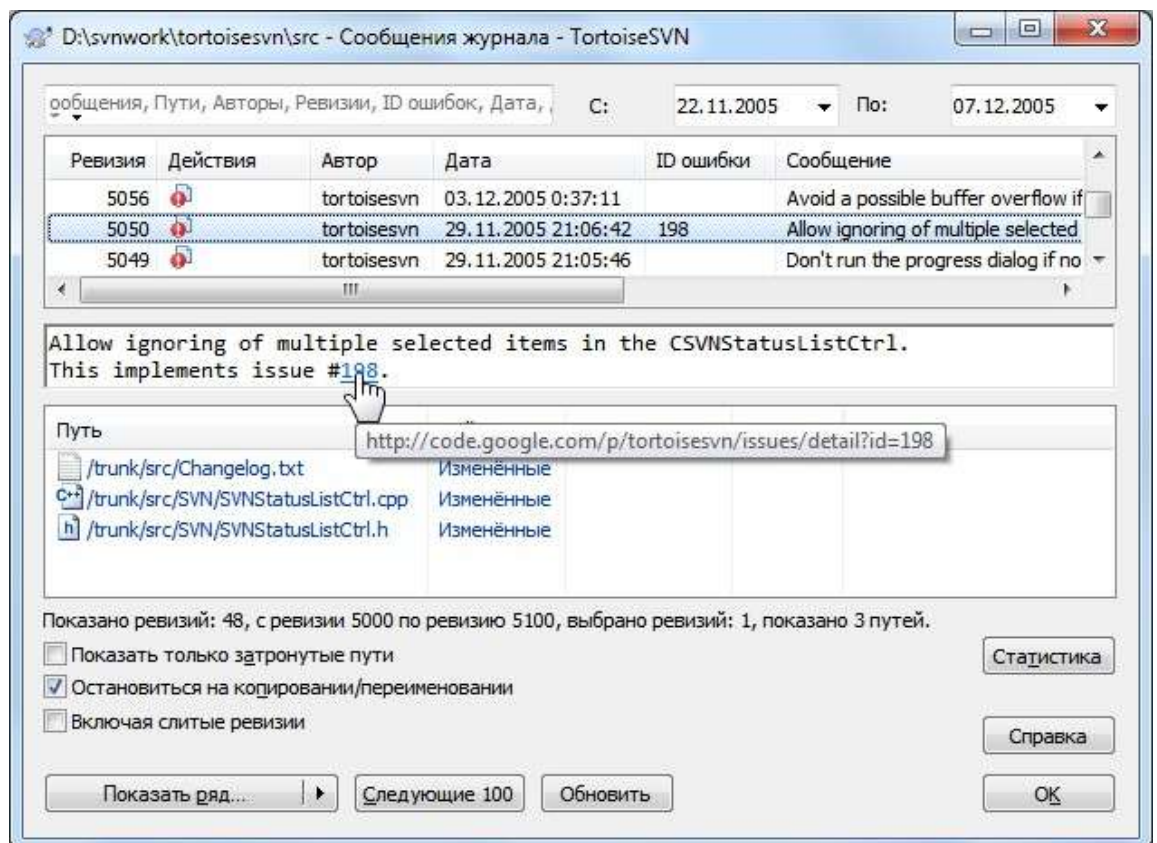 D:\svnwork\tortoisesvn\src - Сообщения журнала - TortoiseSVN
ообщения, Пути, Авторы, Ревизии, ID ошибок, Дата, С: 22.11.2005 По: 07.12.2005
Ревизия Действия Автор Дата ID ошибки Сообщение
5056 tortoisesvn 03.12.2005 0:37:11 Avoid a possible buffer overflow if
5050 tortoisesvn 29.11.2005 21:06:42 198 Allow ignoring of multiple selected
5049 tortoisesvn 29.11.2005 21:05:46 Don't run the progress dialog if no
Allow ignoring of multiple selected items in the CSVNStatusListCtrl.
This implements issue #198.
Путь
http://code.google.com/p/tortoisesvn/issues/detail?id=198
/trunk/src/Changelog.txt Изменённые
/trunk/src/SVN/SVNStatusListCtrl.cpp Изменённые
/trunk/src/SVN/SVNStatusListCtrl.h Изменённые
Показано ревизий: 48, с ревизии 5000 по ревизию 5100, выбрано ревизий: 1, показано 3 путей.
Показать только затронутые пути
Статистика
Остановиться на копировании/переименовании
Включая слитые ревизии
Справка
Показать ряд... Следующие 100 Обновить OK